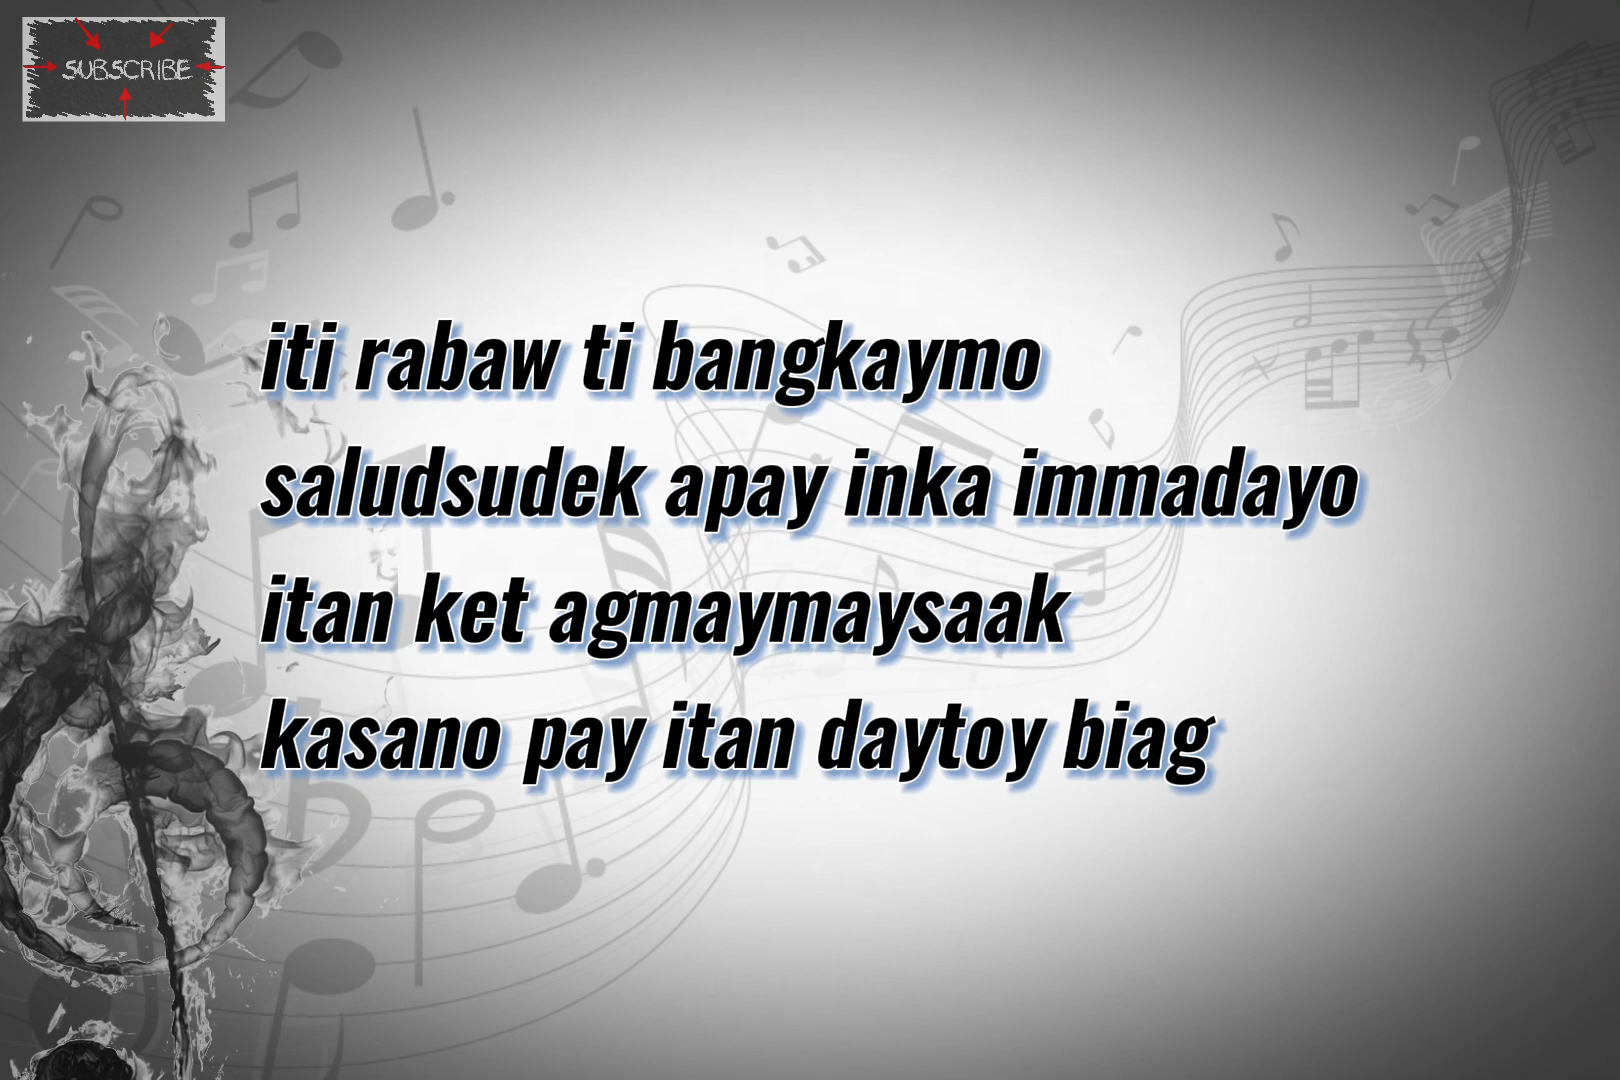 SUBSCRIBE
iti rabaw ti bangkaymo
saludsudek apay inka immadayo
itan ket agmaymaysaak
kasano pay itan daytoy biag